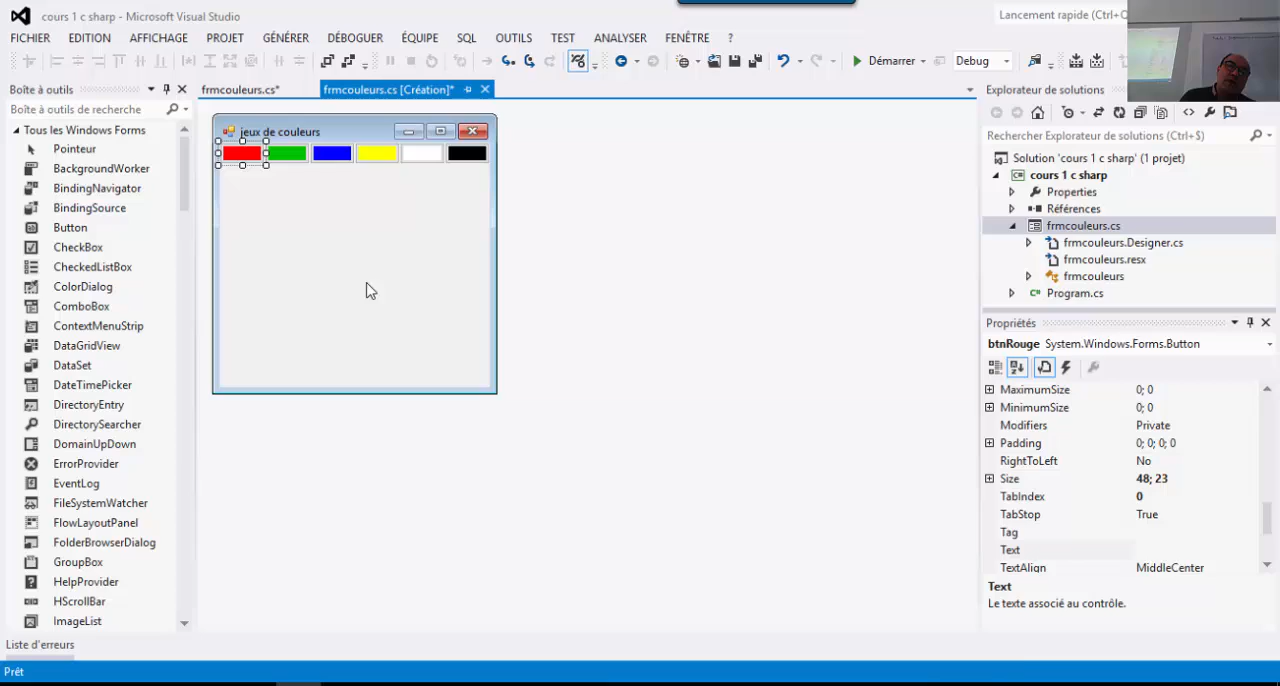 cours 1 c sharp - Microsoft Visual Studio
Lancement rapide (Ctrl+Q
FICHIER EDITION AFFICHAGE PROJET GÉNÉRER DÉBOGUER ÉQUIPE SQL OUTILS TEST ANALYSER FENÊTRE ?
Démarrer Debug
Boîte à outils
Boîte à outils de recherche
Tous les Windows Forms
Pointeur
BackgroundWorker
BindingNavigator
BindingSource
Button
CheckBox
CheckedListBox
ColorDialog
ComboBox
ContextMenuStrip
DataGridView
DataSet
DateTimePicker
DirectoryEntry
DirectorySearcher
DomainUpDown
ErrorProvider
EventLog
FileSystemWatcher
FlowLayoutPanel
FolderBrowserDialog
GroupBox
HelpProvider
HScrollBar
ImageList
frmcouleurs.cs* frmcouleurs.cs [Création]*
jeux de couleurs
Explorateur de solutions
Rechercher Explorateur de solutions (Ctrl+$)
Solution 'cours 1 c sharp' (1 projet)
cours 1 c sharp
Properties
Références
frmcouleurs.cs
frmcouleurs.Designer.cs
frmcouleurs.resx
frmcouleurs
Program.cs
Propriétés
btnRouge System.Windows.Forms.Button
MaximumSize 0; 0
MinimumSize 0; 0
Modifiers Private
Padding 0; 0; 0; 0
RightToLeft No
Size 48; 23
TabIndex 0
TabStop True
Tag
Text
TextAlign MiddleCenter
Text
Le texte associé au contrôle.
Liste d'erreurs
Prêt